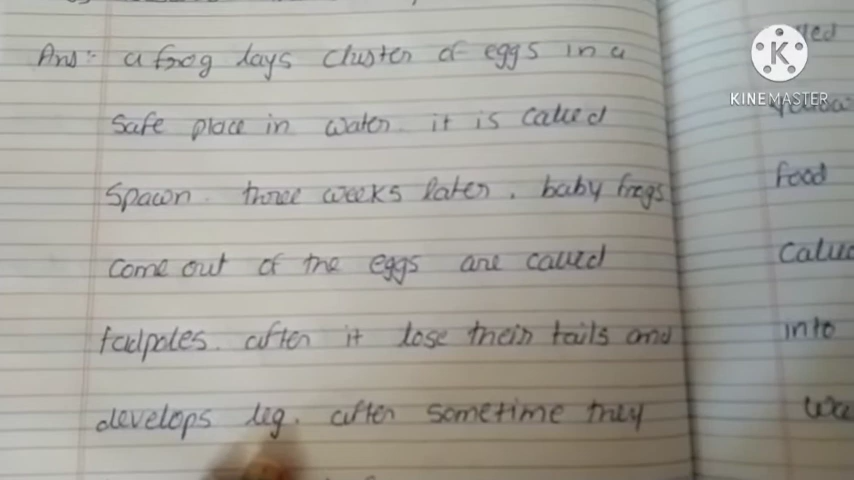 Ans:- a frog lays cluster of eggs in a
safe place in water. it is called
spawn. three weeks later, baby frogs
come out of the eggs are called
tadpoles. after it lose their tails and
develops leg. after sometime they
food
into
KINEMASTER